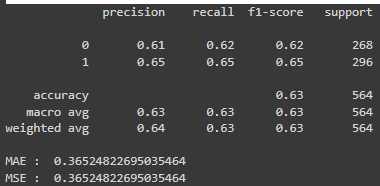 precision recall f1-score support
0 0.61 0.62 0.62 268
1 0.65 0.65 0.65 296
accuracy 0.63 564
macro avg 0.63 0.63 0.63 564
weighted avg 0.64 0.63 0.63 564
MAE : 0.36524822695035464
MSE : 0.36524822695035464